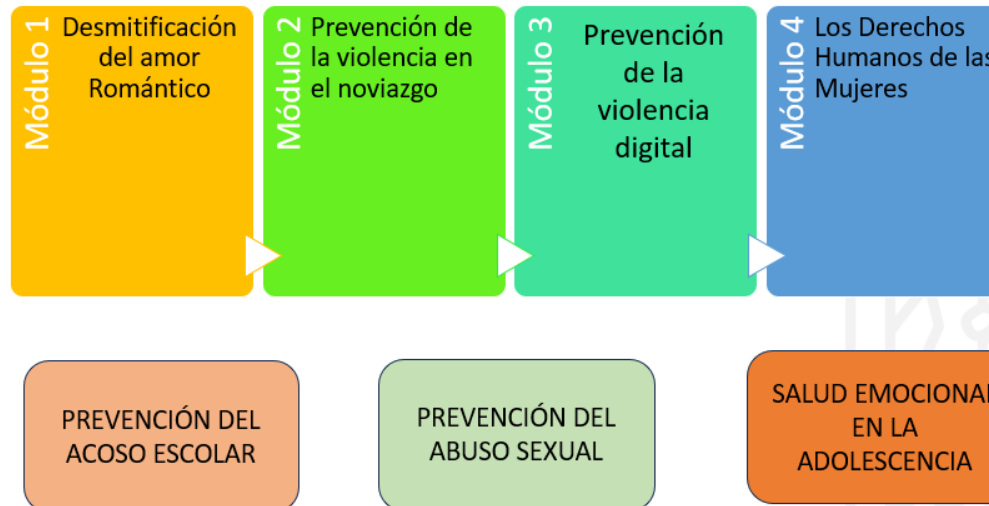 Módulo 1
Desmitificación
del amor
Romántico
Módulo 2
Prevención de
la violencia en
el noviazgo
Módulo 3
Prevención
de la
violencia
digital
Módulo 4
Los Derechos
Humanos de las
Mujeres
PREVENCIÓN DEL
ACOSO ESCOLAR
PREVENCIÓN DEL
ABUSO SEXUAL
SALUD EMOCIONAL
EN LA
ADOLESCENCIA